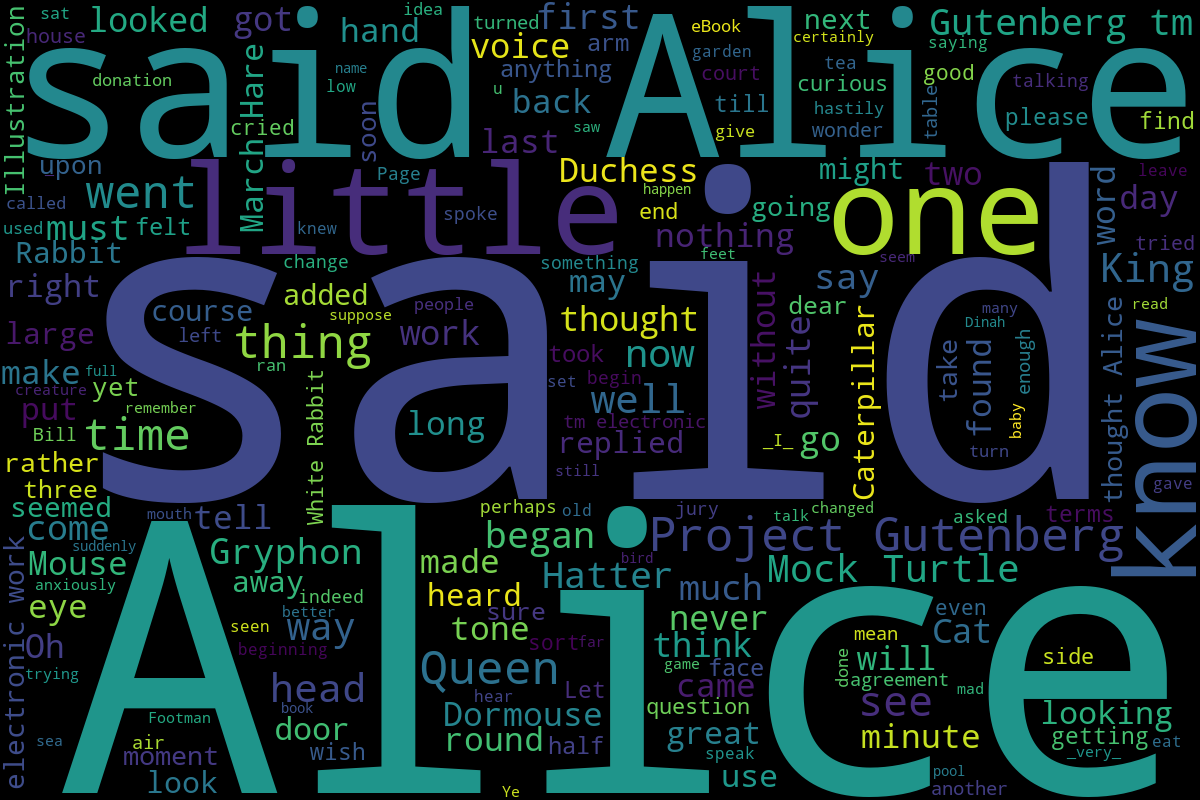 sat
idea
house
looked
got
hand
turned
first
eBook
next
Gutenberg tm
Illustration
said Alice
donation
name
low
voice
arm
certainly
saying
anything
garden
tea
u
court
curious
good
talking
back
till
hastily
table
please
find
cried
soon
saw
give
wonder
last
March Hare
_upon
went
little
Page
Duchess
happen
might
two
leave
one
day
word
called
used
must
felt
knew
spoke
end
going
nothing
tried
Rabbit
change
something
feet
seem
say
King
right
added
people
may
without
dear
many
read
course
suppose
left
work
thought
Caterpillar
Dinah
large
thing
said
quite
found
take
enough
thought Alice
know
make
full
ran
took
now
creature
yet
set
begin
well
put
remember
White Rabbit
long
tm electronic
baby
Bill
time
replied
_I_
go
turn
rather
still
gave
three
seemed
mouth
tell
perhaps
old
jury
talk
changed
asked
terms
come
suddenly
Gryphon
began
Project Gutenberg
Mouse
anxiously
away
made
bird
Hatter
much
Mock Turtle
electronic work
eye
indeed
heard
sure
never
even
better
Alice
seen
way
tone
sort
far
think
mean
Cat
Oh
beginning
game
face
will
side
trying
Queen
done
agreement
head
hear
Let
came
mad
see
book
Dormouse
question
looking
Footman
door
round
half
great
minute
getting
sea
air
wish
speak
_very_
eat
moment
look
use
pool
another
Ye